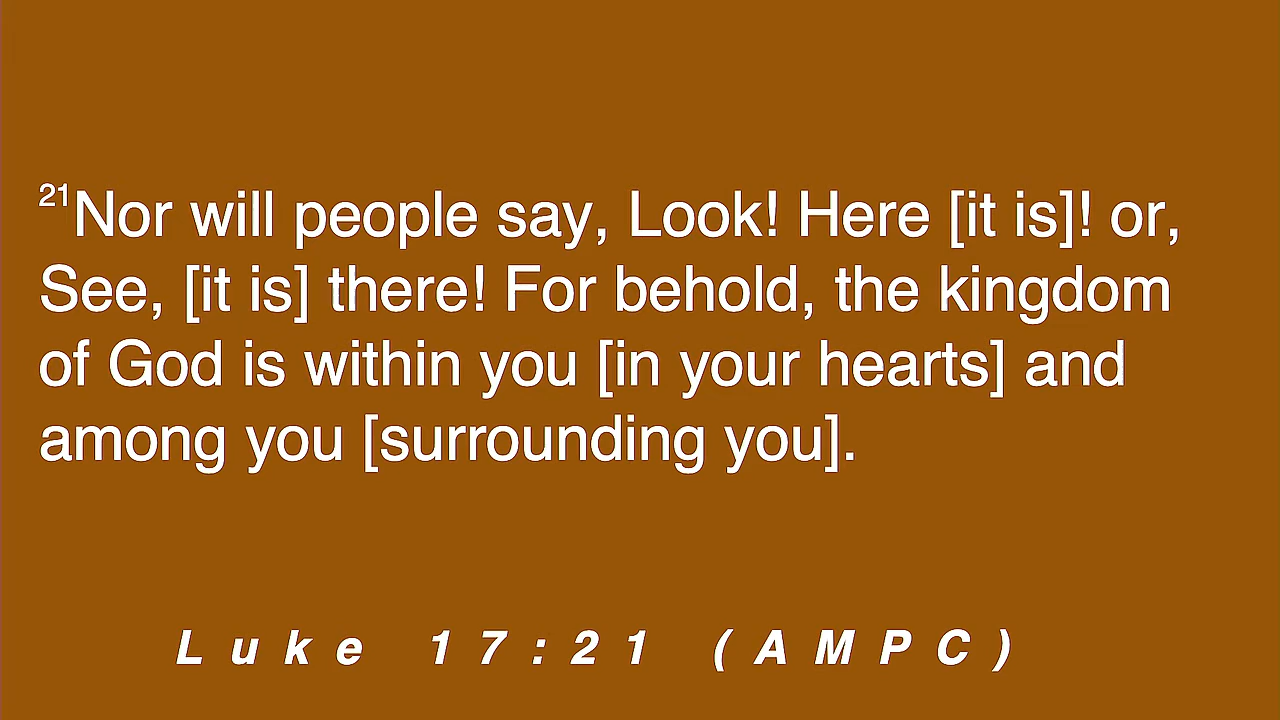 21Nor will people say, Look! Here [it is]! or,
See, [it is] there! For behold, the kingdom
of God is within you [in your hearts] and
among you [surrounding you].
Luke 17:21 (AMPC)